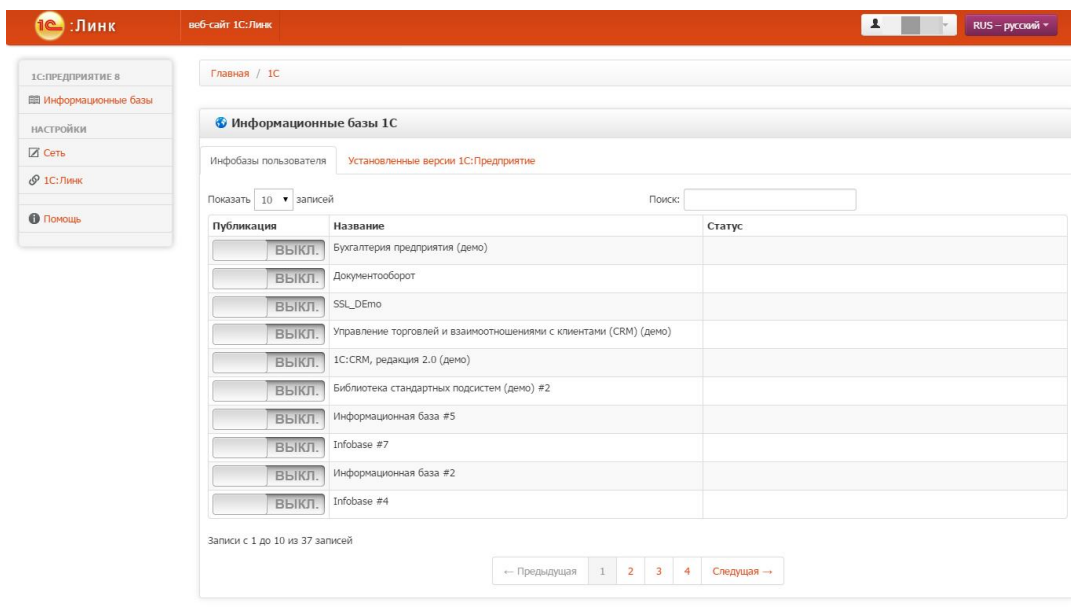 1С :Линк
веб-сайт 1С:Линк
RUS – русский
1С:ПРЕДПРИЯТИЕ 8
Информационные базы
НАСТРОЙКИ
Сеть
1С:Линк
Помощь
Главная / 1С
Информационные базы 1С
Инфобазы пользователя Установленные версии 1С:Предприятие
Показать 10 записей Поиск:
Публикация Название Статус
ВЫКЛ. Бухгалтерия предприятия (демо)
ВЫКЛ. Документооборот
ВЫКЛ. SSL_DEmo
ВЫКЛ. Управление торговлей и взаимоотношениями с клиентами (CRM) (демо)
ВЫКЛ. 1С:CRM, редакция 2.0 (демо)
ВЫКЛ. Библиотека стандартных подсистем (демо) #2
ВЫКЛ. Информационная база #5
ВЫКЛ. Infobase #7
ВЫКЛ. Информационная база #2
ВЫКЛ. Infobase #4
Записи с 1 до 10 из 37 записей
← Предыдущая 1 2 3 4 Следущая →